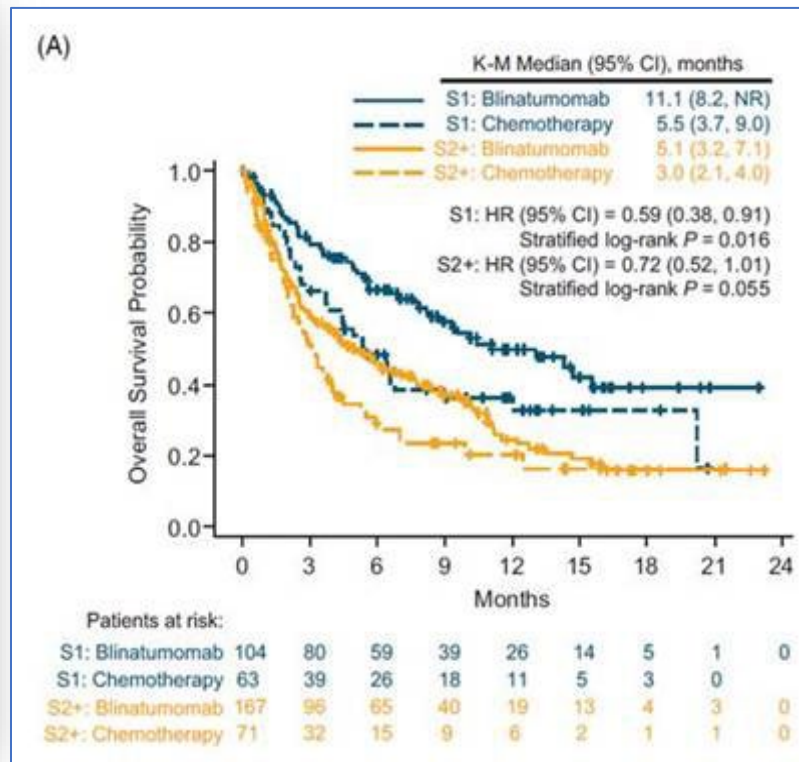 (A)
K-M Median (95% CI), months
S1: Blinatumomab 11.1 (8.2, NR)
S1: Chemotherapy 5.5 (3.7, 9.0)
S2+: Blinatumomab 5.1 (3.2, 7.1)
S2+: Chemotherapy 3.0 (2.1, 4.0)
S1: HR (95% CI) = 0.59 (0.38, 0.91)
Stratified log-rank P = 0.016
S2+: HR (95% CI) = 0.72 (0.52, 1.01)
Stratified log-rank P = 0.055
Overall Survival Probability
1.0
0.8
0.6
0.4
0.2
0.0
0 3 6 9 12 15 18 21 24
Months
Patients at risk:
S1: Blinatumomab 104 80 59 39 26 14 5 1 0
S1: Chemotherapy 63 39 26 18 11 5 3 0
S2+: Blinatumomab 167 96 65 40 19 13 4 3 0
S2+: Chemotherapy 71 32 15 9 6 2 1 1 0